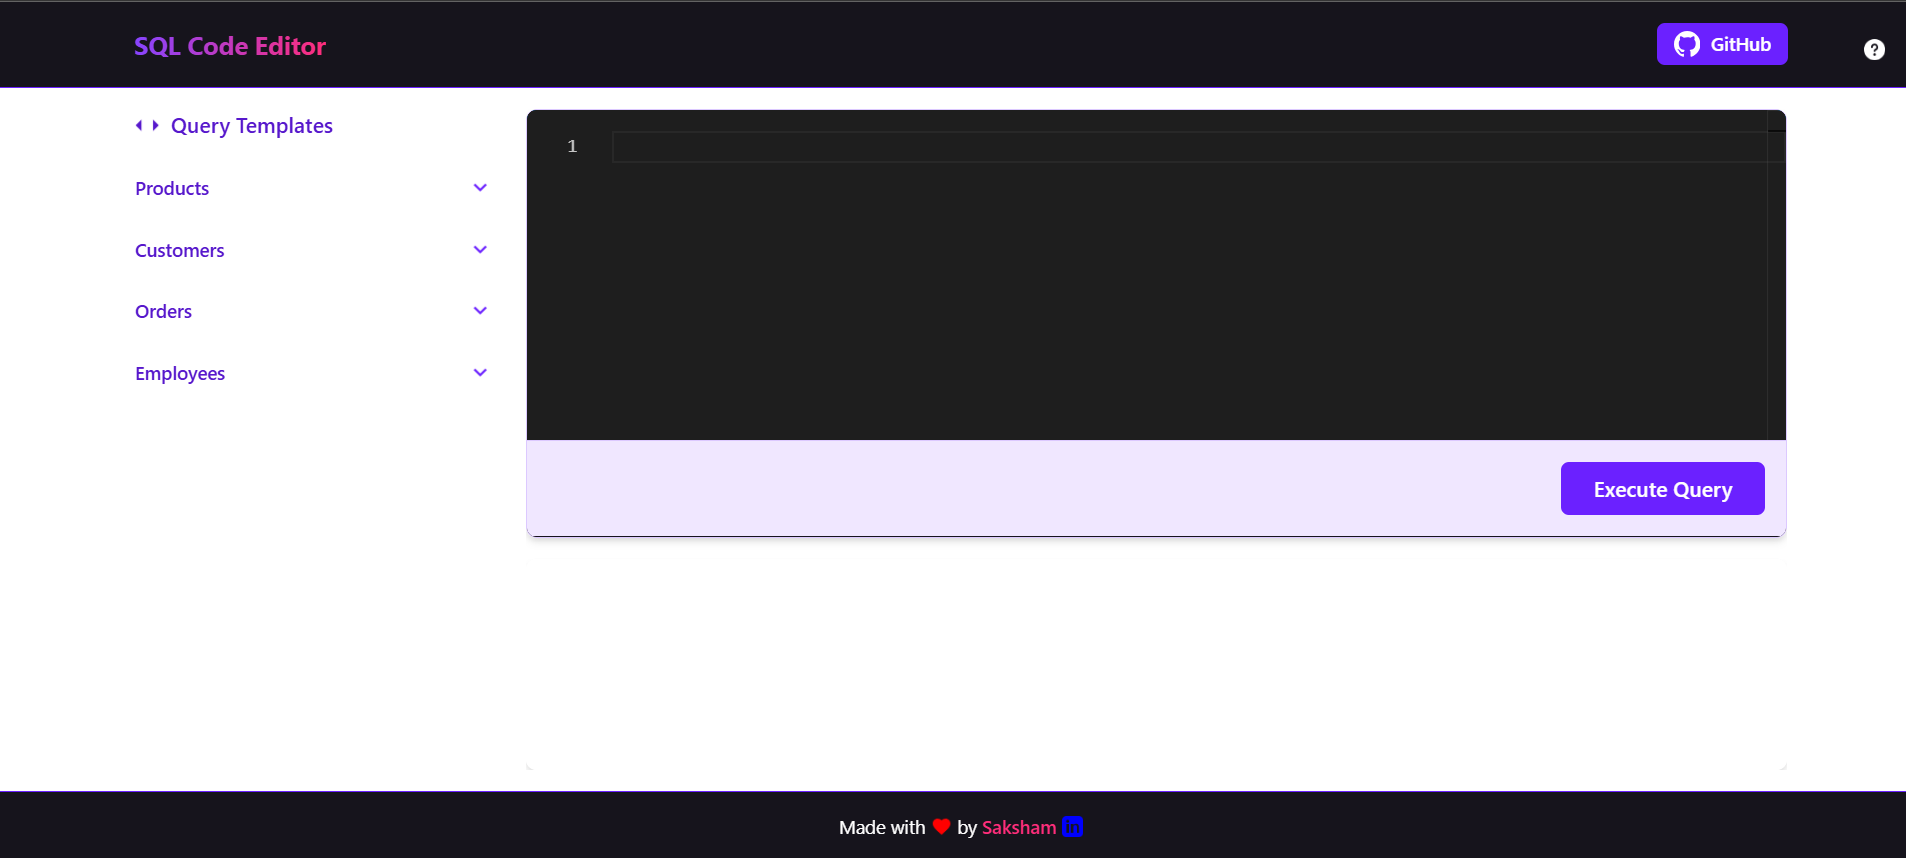 SQL Code Editor
GitHub
?
Query Templates
Products
Customers
Orders
Employees
1
Execute Query
Made with ❤ by Saksham in